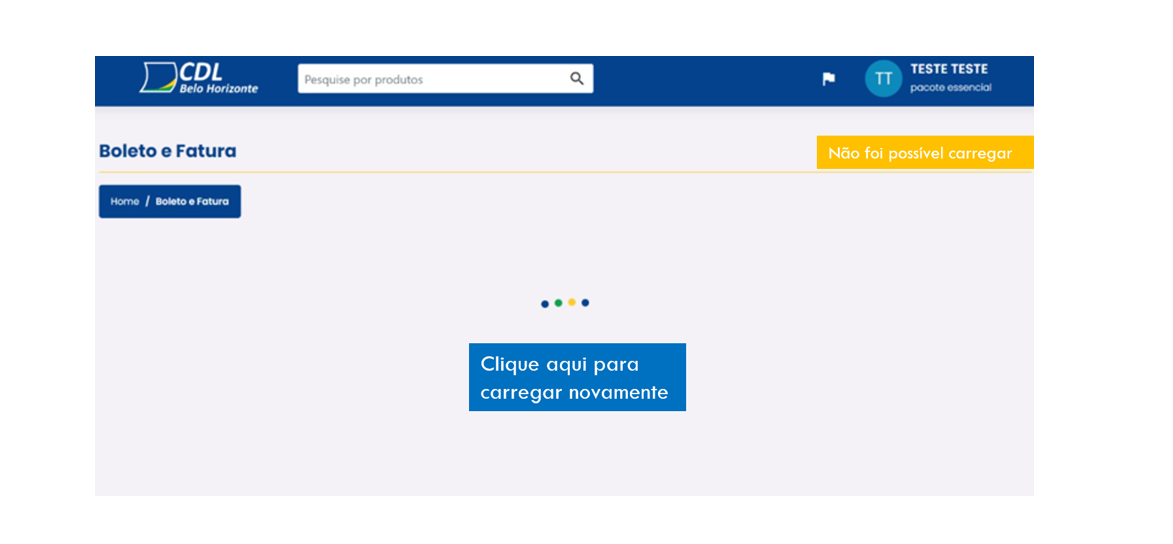 CDL
Belo Horizonte
Pesquise por produtos
TT
TESTE TESTE
pacote essencial
Boleto e Fatura
Não foi possível carregar
Home / Boleto e Fatura
Clique aqui para
carregar novamente